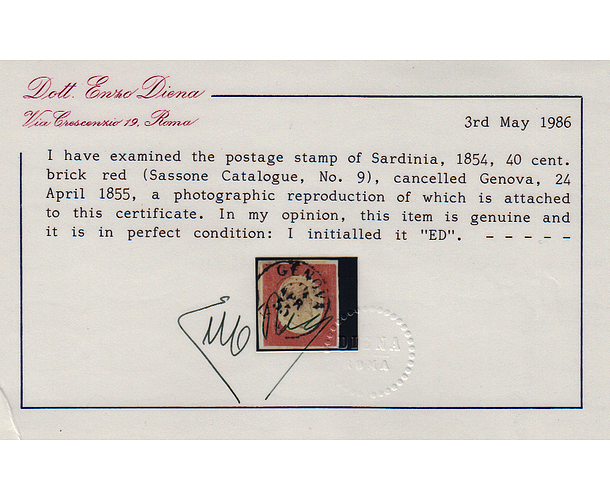 Dott. Enzo Diena
Via Crescenzio 19, Roma
3rd May 1986
I have examined the postage stamp of Sardinia, 1854, 40 cent.
brick red (Sassone Catalogue, No. 9), cancelled Genova, 24
April 1855, a photographic reproduction of which is attached
to this certificate. In my opinion, this item is genuine and
it is in perfect condition: I initialled it "ED". - - - - -
GENOVA
DIENA
ROMA